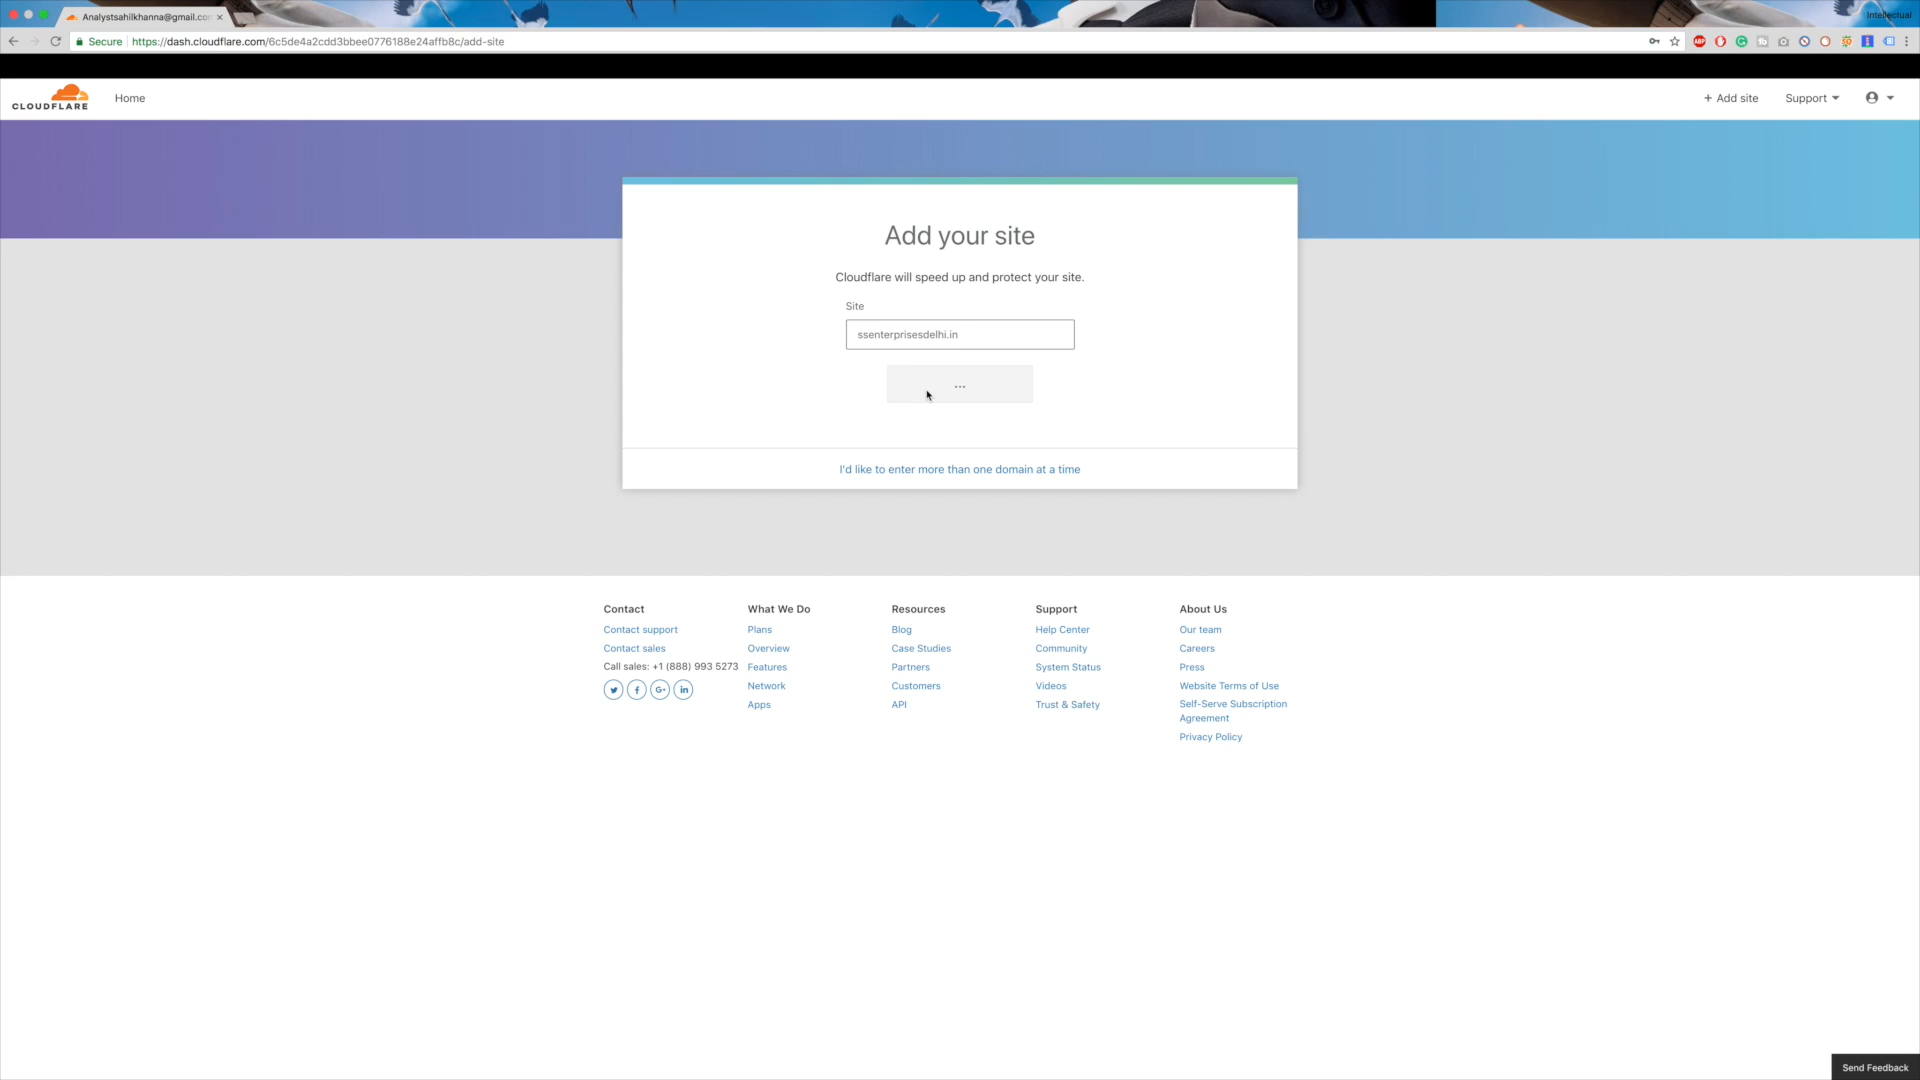 Analystsahilkhanna@gmail.co
Intellectual
Secure https://dash.cloudflare.com/6c5de4a2cdd3bbee0776188e24affb8c/add-site
CLOUDFLARE
Home
+ Add site
Support
Add your site
Cloudflare will speed up and protect your site.
Site
ssenterprisesdelhi.in
...
I'd like to enter more than one domain at a time
Contact
Contact support
Contact sales
Call sales: +1 (888) 993 5273
What We Do
Plans
Overview
Features
Network
Apps
Resources
Blog
Case Studies
Partners
Customers
API
Support
Help Center
Community
System Status
Videos
Trust & Safety
About Us
Our team
Careers
Press
Website Terms of Use
Self-Serve Subscription
Agreement
Privacy Policy
Send Feedback